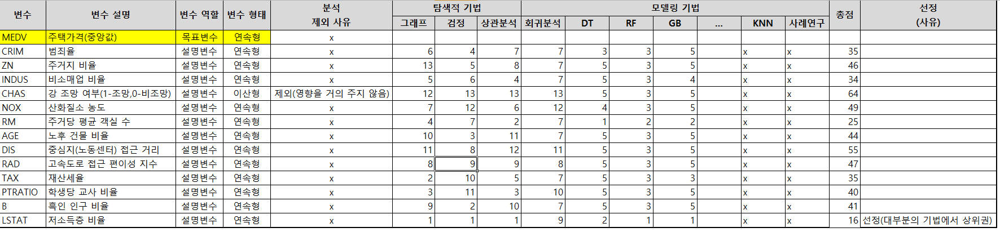 변수 변수 설명 변수 역할 변수 형태 분석 제외 사유 탐색적 기법 모델링 기법 총점 선정 (사유)
그래프 검정 상관분석 회귀분석 DT RF GB ... KNN 사례연구
MEDV 주택가격(중앙값) 목표변수 연속형 x
CRIM 범죄율 설명변수 연속형 x 6 4 7 7 3 3 5 x x 35
ZN 주거지 비율 설명변수 연속형 x 13 5 8 7 5 3 5 x x 46
INDUS 비소매업 비율 설명변수 연속형 x 5 6 4 7 5 3 4 x x 34
CHAS 강 조망 여부(1-조망,0-비조망) 설명변수 이산형 제외(영향을 거의 주지 않음) 12 13 13 13 5 3 5 x x 64
NOX 산화질소 농도 설명변수 연속형 x 7 12 6 12 4 3 5 x x 49
RM 주거당 평균 객실 수 설명변수 연속형 x 4 7 2 7 1 2 2 x x 25
AGE 노후 건물 비율 설명변수 연속형 x 10 3 11 7 5 3 5 x x 44
DIS 중심지(노동센터) 접근 거리 설명변수 연속형 x 11 8 12 11 5 3 5 x x 55
RAD 고속도로 접근 편이성 지수 설명변수 연속형 x 8 9 9 8 5 3 5 x x 47
TAX 재산세율 설명변수 연속형 x 2 10 5 7 5 3 3 x x 35
PTRATIO 학생당 교사 비율 설명변수 연속형 x 3 11 3 10 5 3 5 x x 40
B 흑인 인구 비율 설명변수 연속형 x 9 2 10 7 5 3 5 x x 41
LSTAT 저소득층 비율 설명변수 연속형 x 1 1 1 9 2 1 1 x x 16 선정(대부분의 기법에서 상위권)